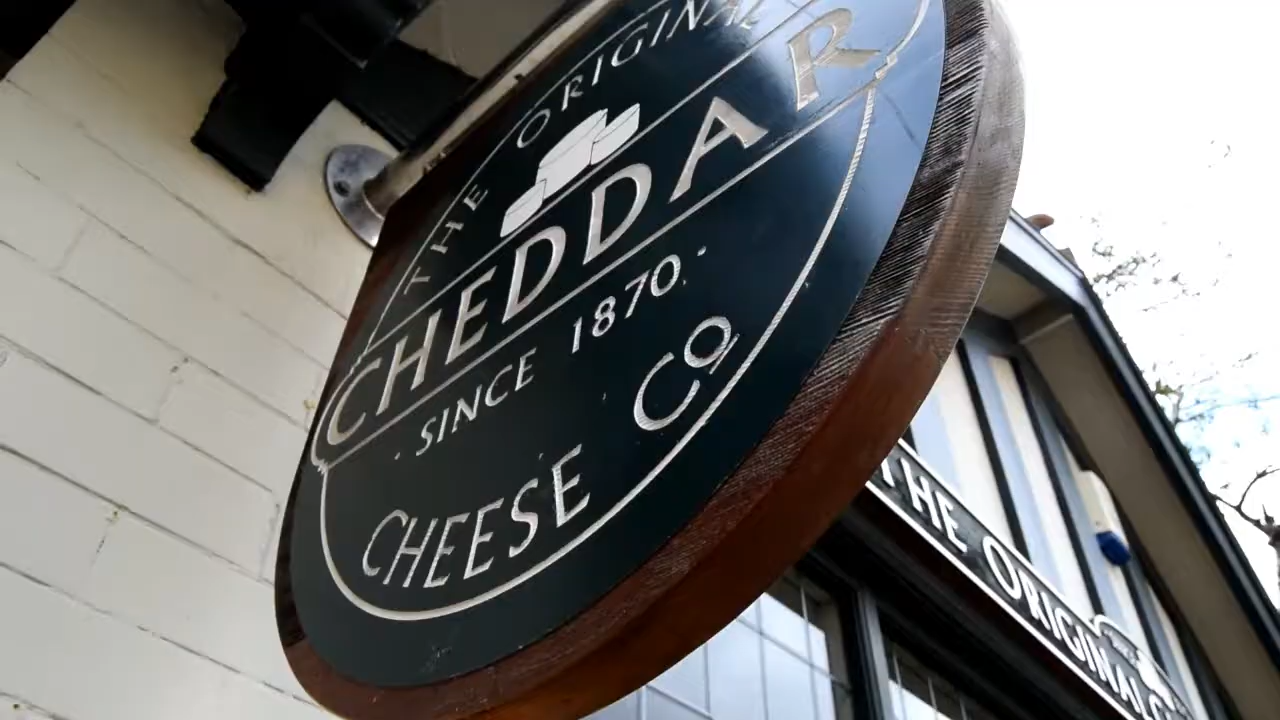 THE ORIGINAL
CHEDDAR
· SINCE 1870 ·
CHEESE CO
THE ORIGINAL